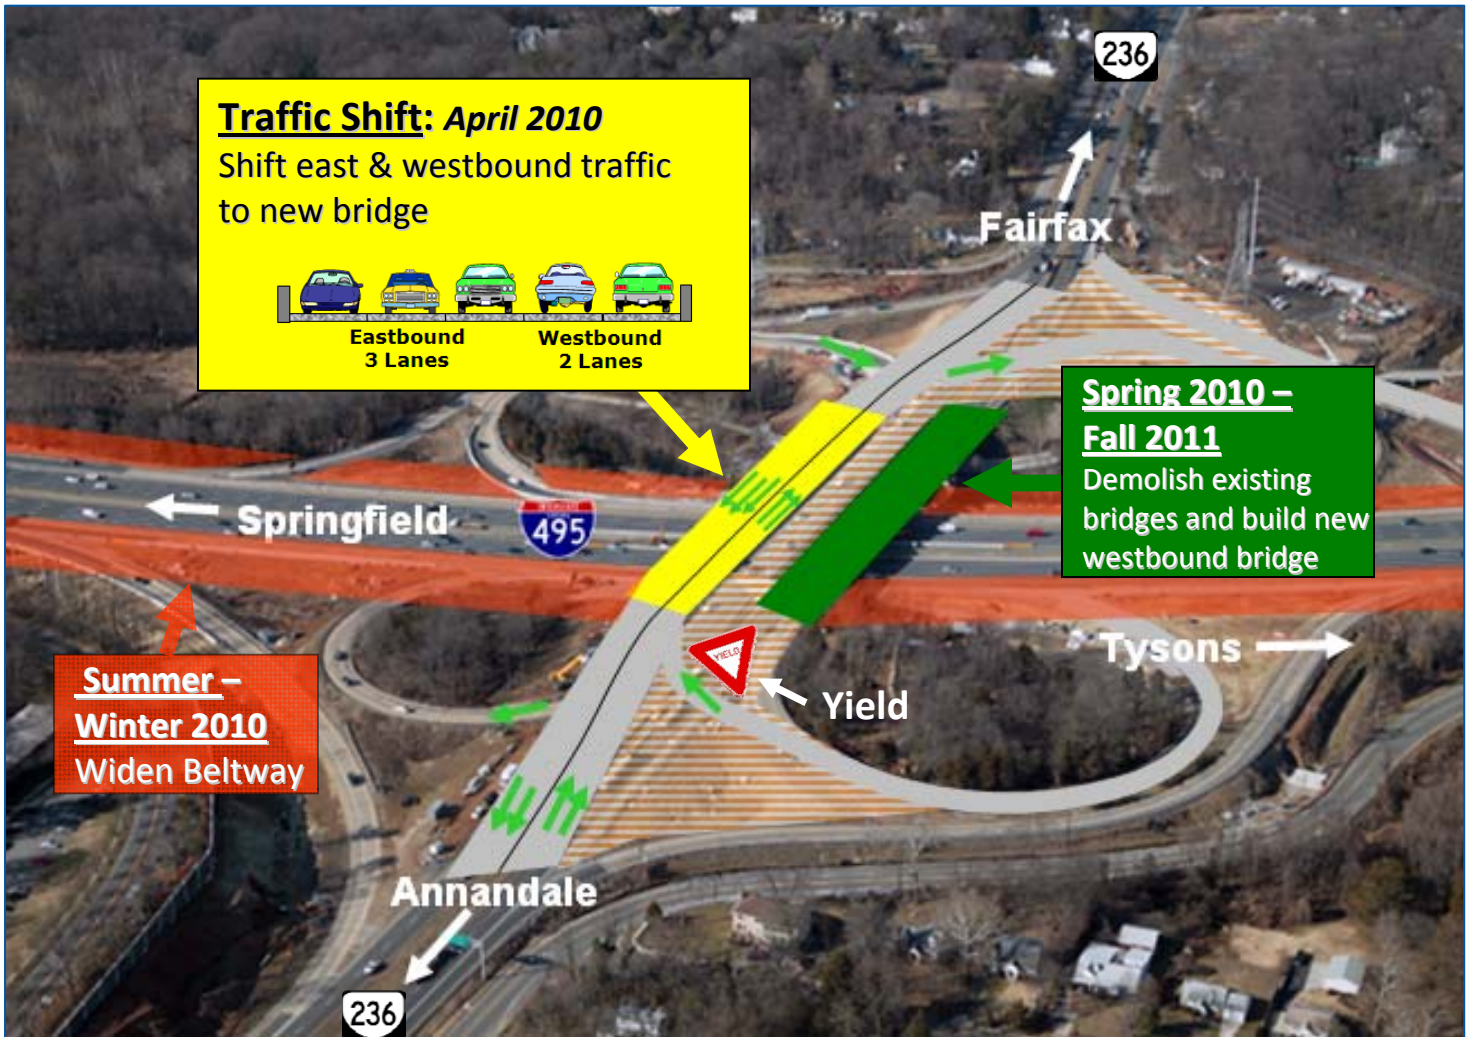 236
Traffic Shift: April 2010
Shift east & westbound traffic
to new bridge
Eastbound
3 Lanes
Westbound
2 Lanes
Fairfax
Spring 2010 –
Fall 2011
Demolish existing
bridges and build new
westbound bridge
Springfield
495
Summer –
Winter 2010
Widen Beltway
YIELD
Yield
Tysons
Annandale
236